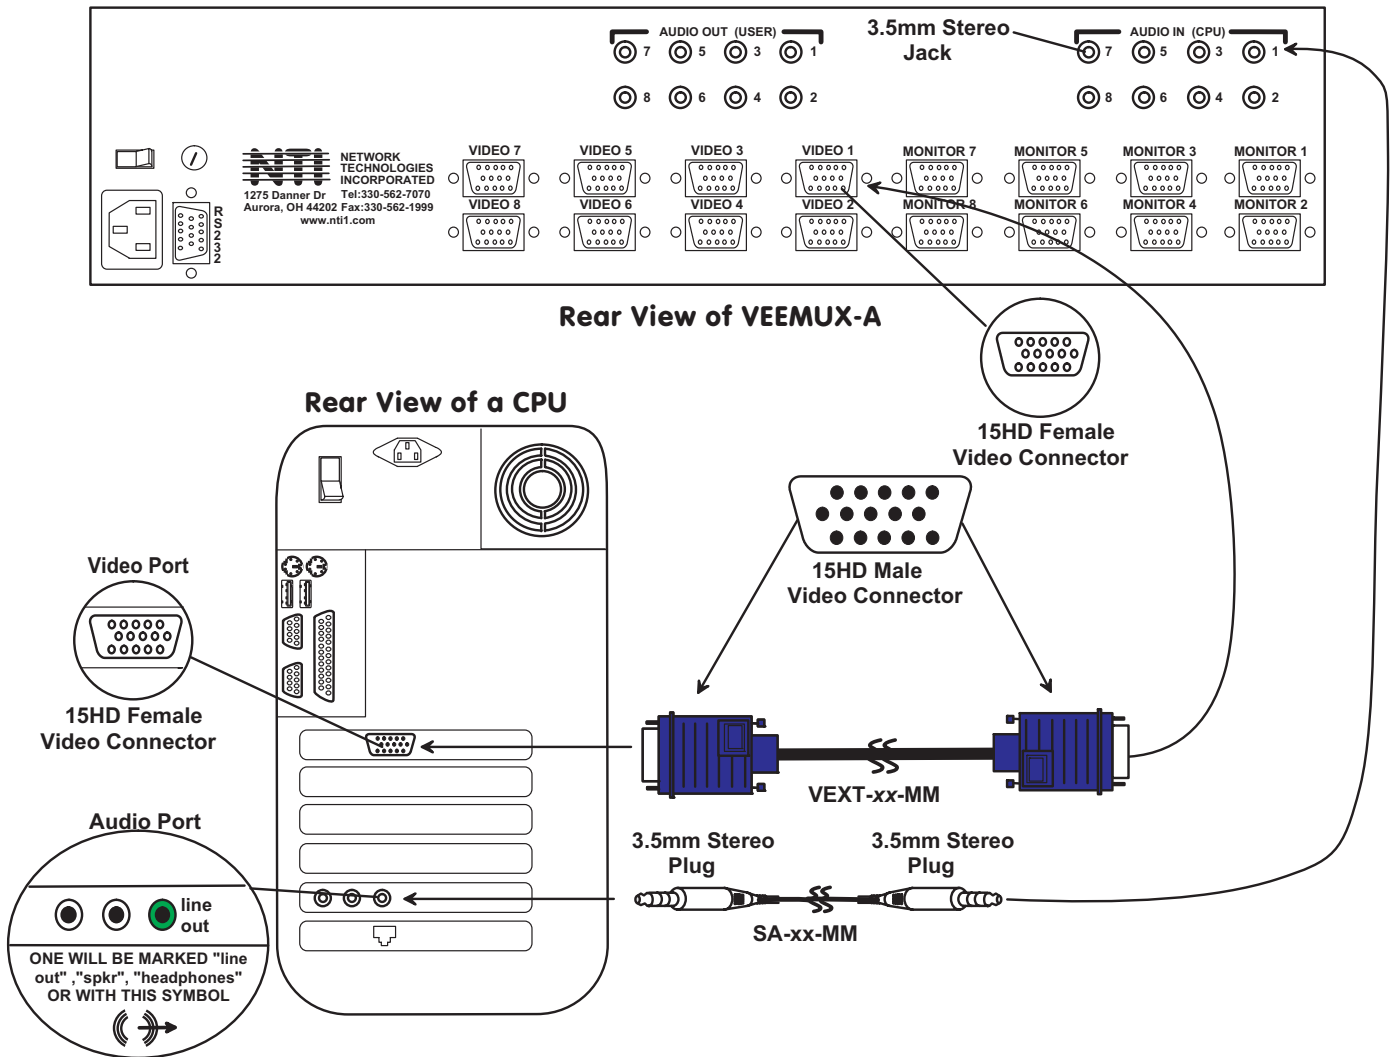 AUDIO OUT (USER)
7 5 3 1
8 6 4 2
3.5mm Stereo
Jack
AUDIO IN (CPU)
7 5 3 1
8 6 4 2
NTI
NETWORK
TECHNOLOGIES
INCORPORATED
1275 Danner Dr Tel:330-562-7070
Aurora, OH 44202 Fax:330-562-1999
www.nti1.com
RS232
VIDEO 7 VIDEO 5 VIDEO 3 VIDEO 1 MONITOR 7 MONITOR 5 MONITOR 3 MONITOR 1
VIDEO 8 VIDEO 6 VIDEO 4 VIDEO 2 MONITOR 8 MONITOR 6 MONITOR 4 MONITOR 2
Rear View of VEEMUX-A
15HD Female
Video Connector
Rear View of a CPU
15HD Male
Video Connector
Video Port
15HD Female
Video Connector
VEXT-xx-MM
Audio Port
line
out
ONE WILL BE MARKED "line
out" ,"spkr", "headphones"
OR WITH THIS SYMBOL
3.5mm Stereo
Plug
3.5mm Stereo
Plug
SA-xx-MM